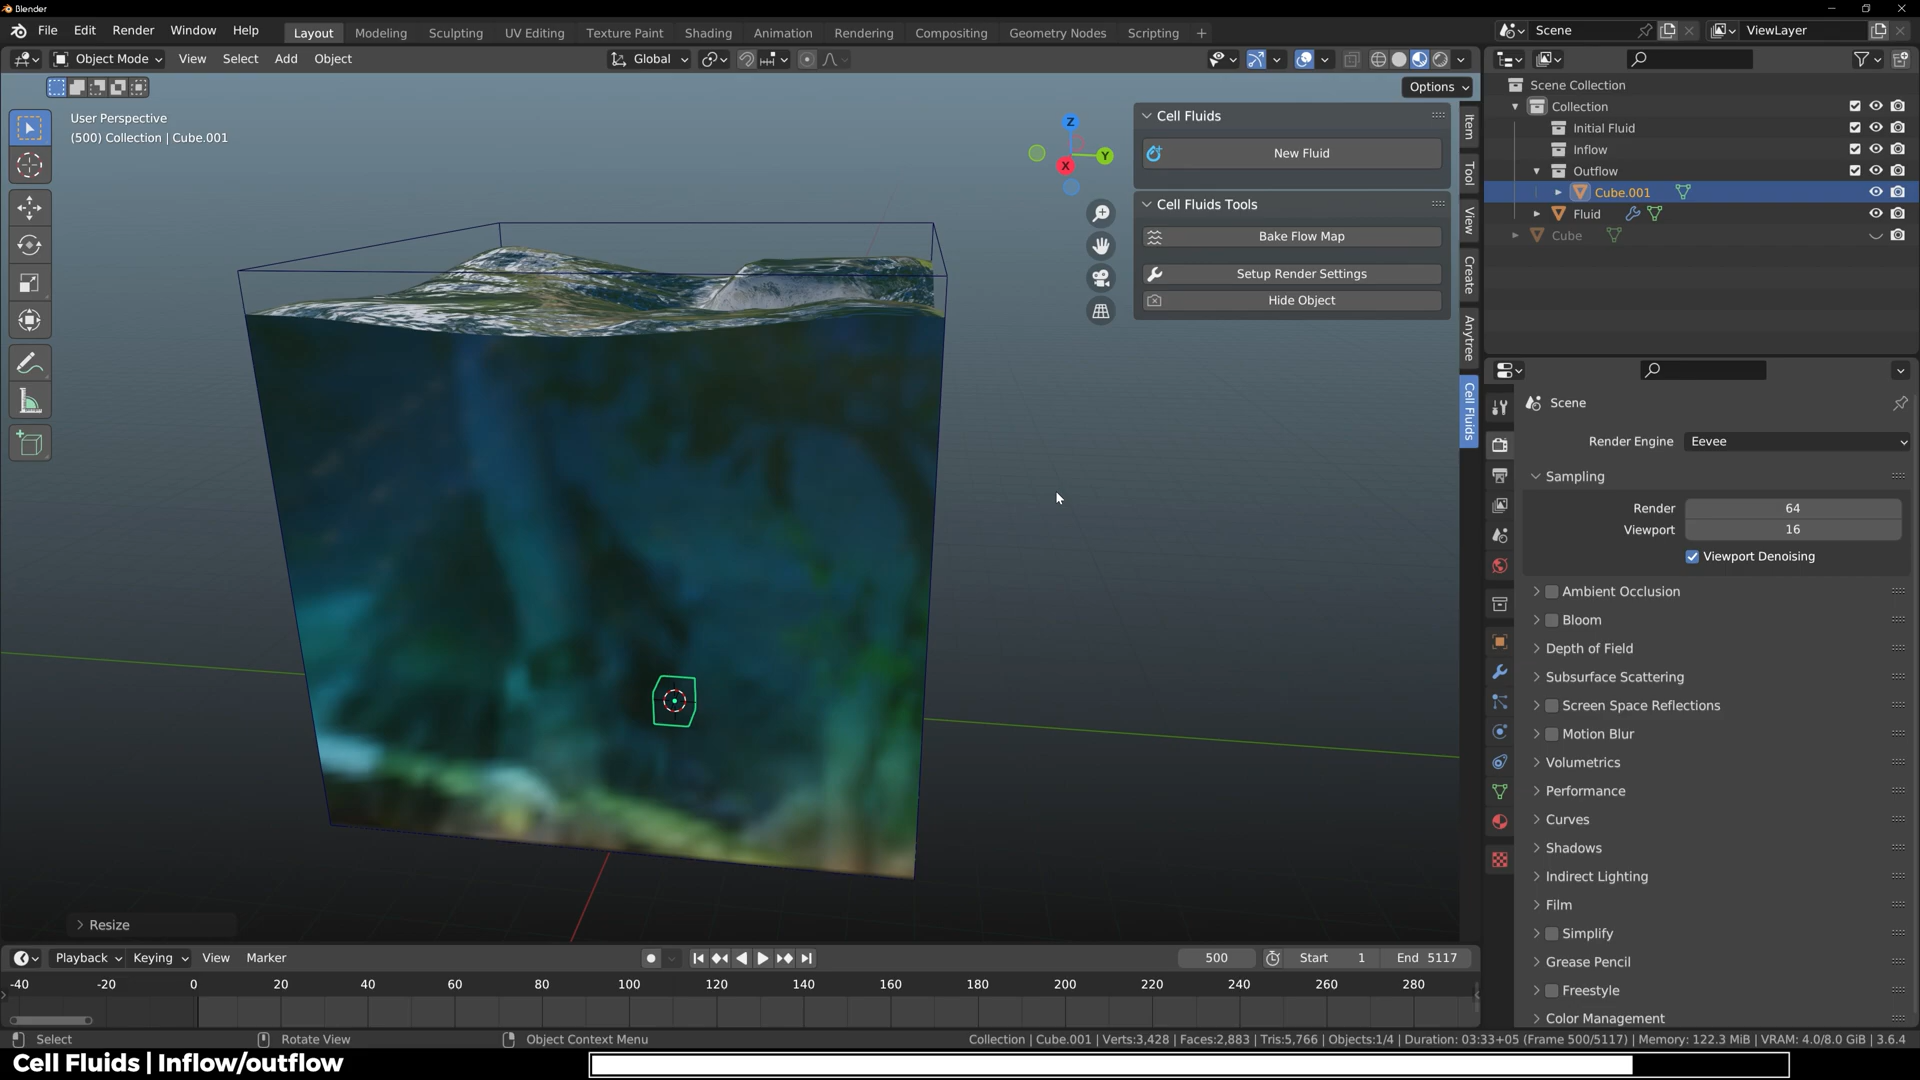 Blender
File Edit Render Window Help
Layout Modeling Sculpting UV Editing Texture Paint Shading Animation Rendering Compositing Geometry Nodes Scripting +
Scene
ViewLayer
Object Mode View Select Add Object
Global
Options
User Perspective
(500) Collection | Cube.001
Z
Y
X
Cell Fluids
New Fluid
Cell Fluids Tools
Bake Flow Map
Setup Render Settings
Hide Object
Item
Tool
View
Create
Anytree
Cell Fluids
Scene Collection
Collection
Initial Fluid
Inflow
Outflow
Cube.001
Fluid
Cube
Scene
Render Engine Eevee
Sampling
Render 64
Viewport 16
Viewport Denoising
Ambient Occlusion
Bloom
Depth of Field
Subsurface Scattering
Screen Space Reflections
Motion Blur
Volumetrics
Performance
Curves
Shadows
Indirect Lighting
Film
Simplify
Grease Pencil
Freestyle
Color Management
Resize
Playback Keying View Marker
500 Start 1 End 5117
-40 -20 0 20 40 60 80 100 120 140 160 180 200 220 240 260 280
Select Rotate View Object Context Menu
Collection | Cube.001 | Verts:3,428 | Faces:2,883 | Tris:5,766 | Objects:1/4 | Duration: 03:33+05 (Frame 500/5117) | Memory: 122.3 MiB | VRAM: 4.0/8.0 GiB | 3.6.4
Cell Fluids | Inflow/outflow